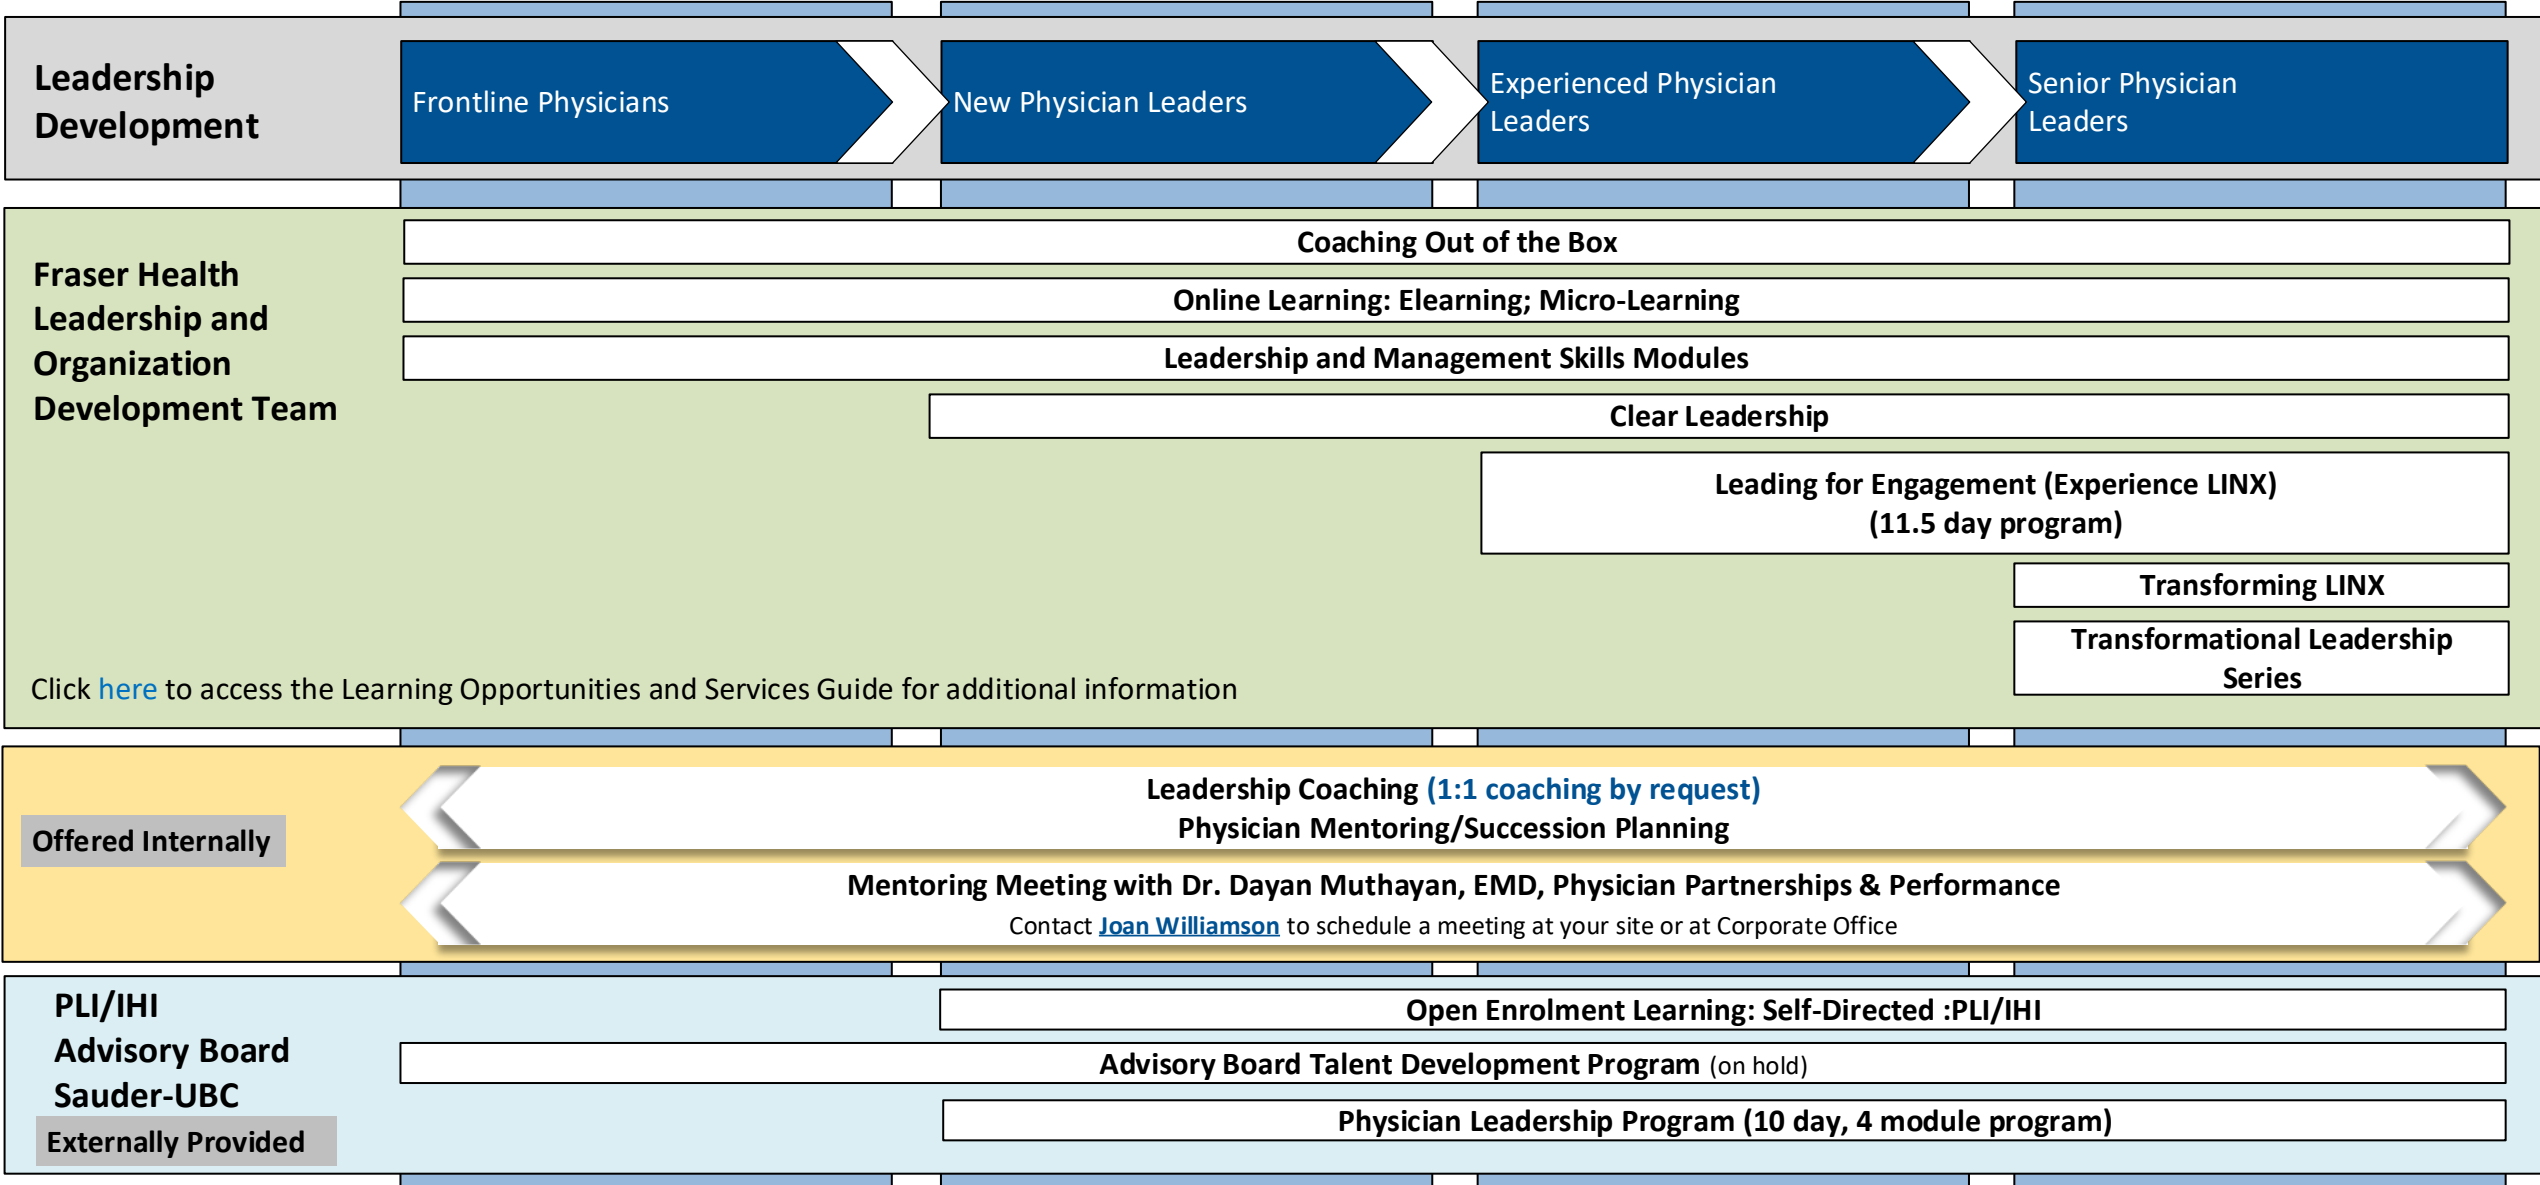 Leadership
Development
Frontline Physicians
New Physician Leaders
Experienced Physician
Leaders
Senior Physician
Leaders
Fraser Health
Leadership and
Organization
Development Team
Coaching Out of the Box
Online Learning: Elearning; Micro-Learning
Leadership and Management Skills Modules
Clear Leadership
Leading for Engagement (Experience LINX)
(11.5 day program)
Transforming LINX
Transformational Leadership
Series
Click here to access the Learning Opportunities and Services Guide for additional information
Offered Internally
Leadership Coaching (1:1 coaching by request)
Physician Mentoring/Succession Planning
Mentoring Meeting with Dr. Dayan Muthayan, EMD, Physician Partnerships & Performance
Contact Joan Williamson to schedule a meeting at your site or at Corporate Office
PLI/IHI
Advisory Board
Sauder-UBC
Externally Provided
Open Enrolment Learning: Self-Directed :PLI/IHI
Advisory Board Talent Development Program (on hold)
Physician Leadership Program (10 day, 4 module program)